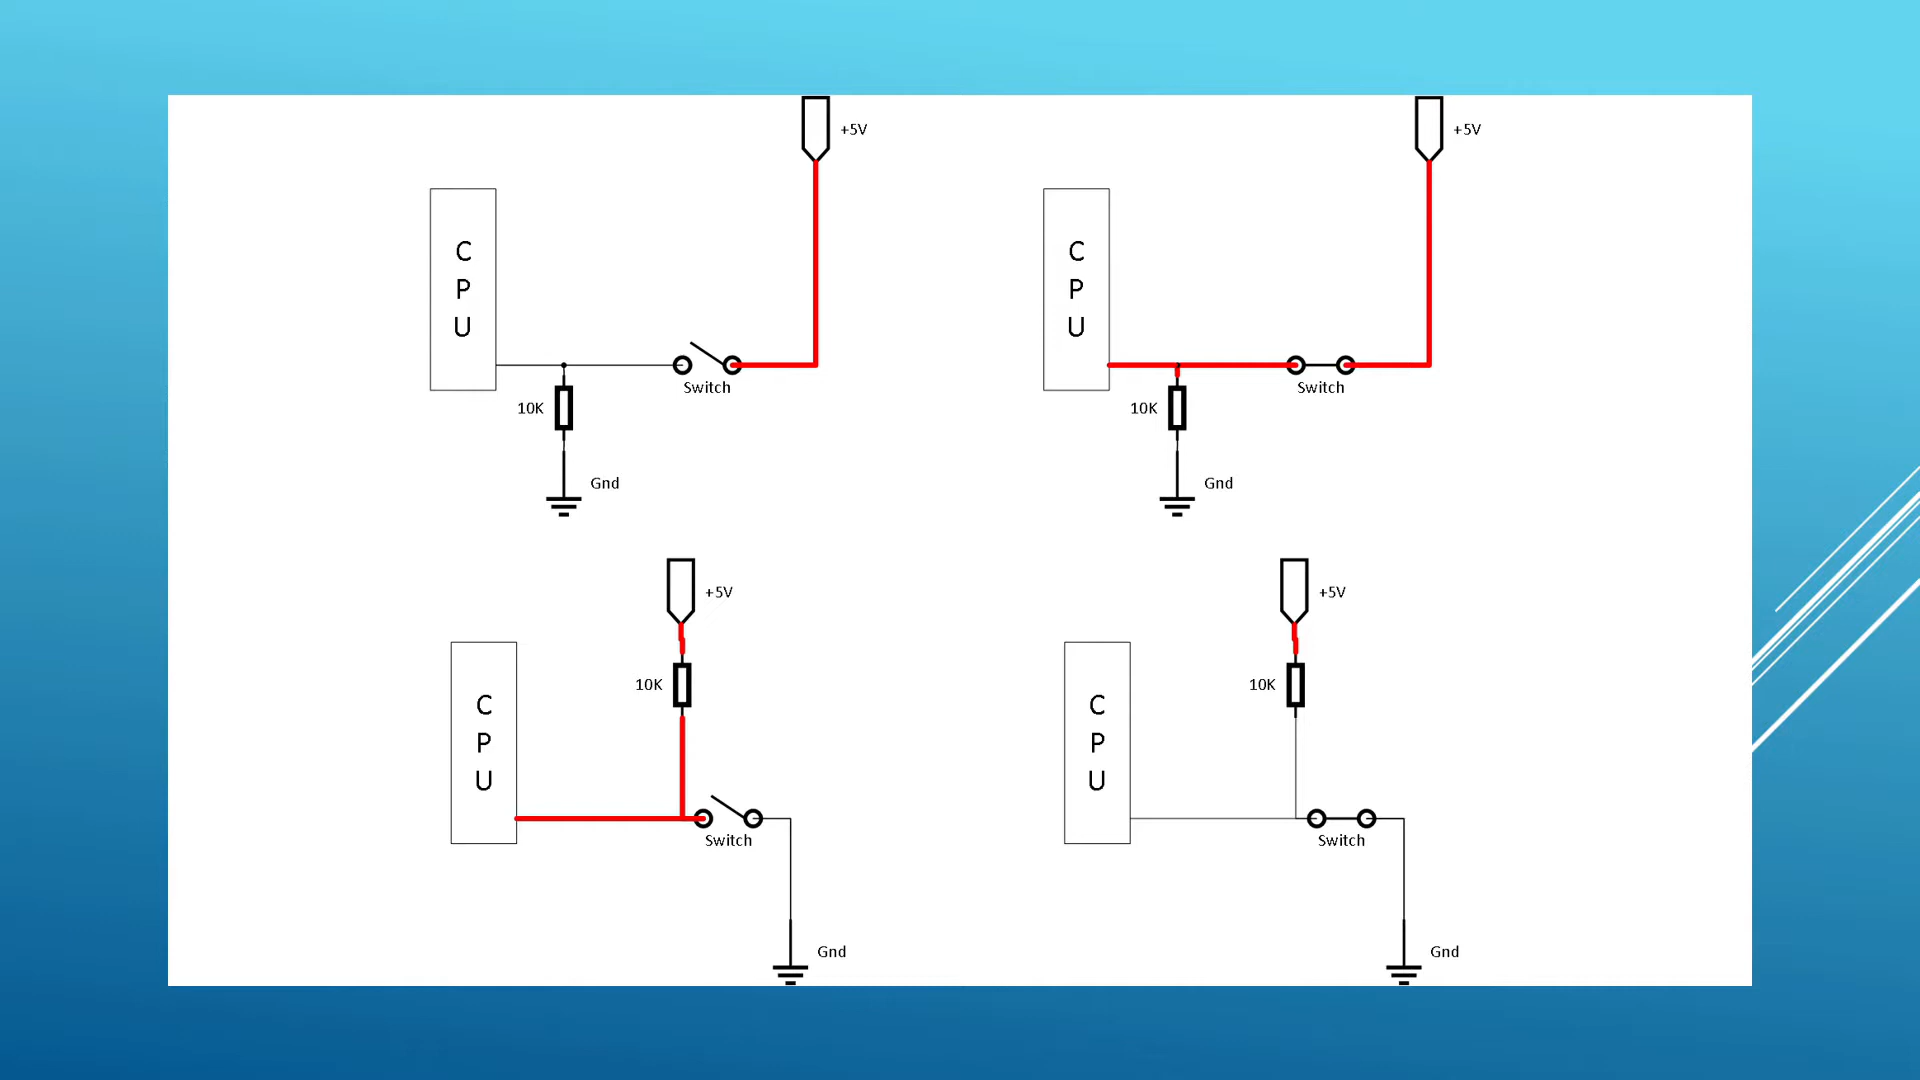 +5V
+5V
C
P
U
C
P
U
Switch
Switch
10K
10K
Gnd
Gnd
+5V
+5V
10K
10K
C
P
U
C
P
U
Switch
Switch
Gnd
Gnd